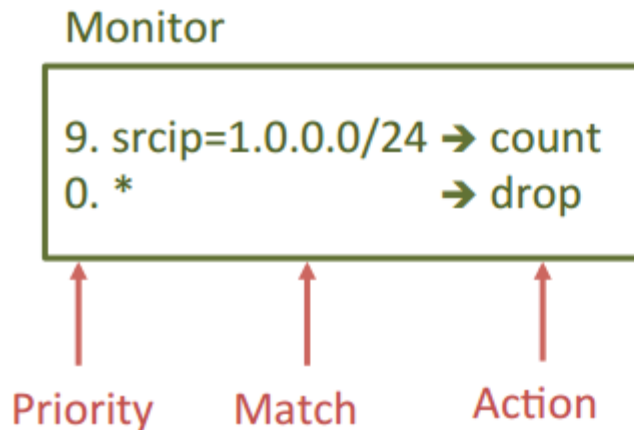 Monitor
9. srcip=1.0.0.0/24 ➔ count
0. * ➔ drop
Priority Match Action